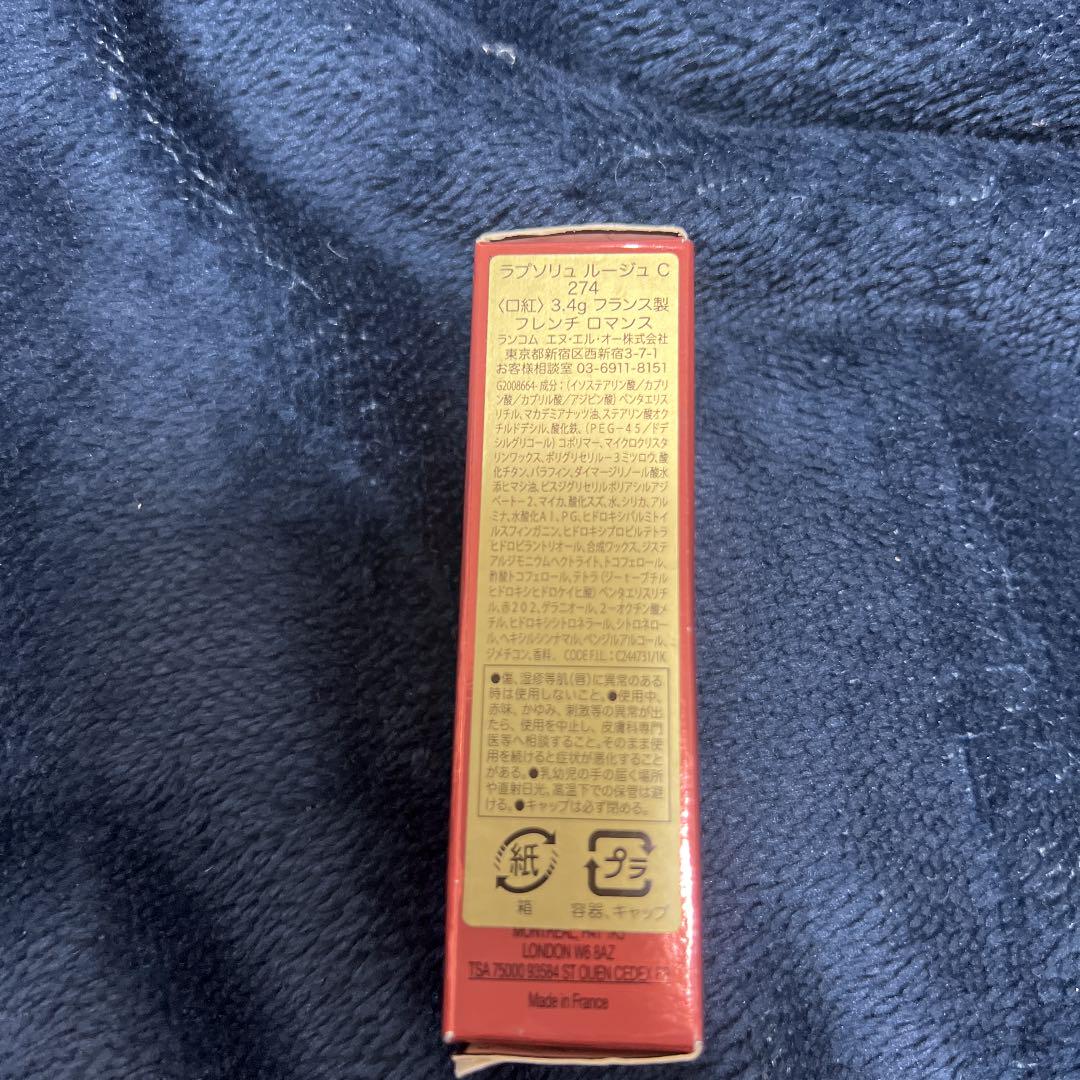 ラプソリュ ルージュ C
274
〈口紅〉3.4g フランス製
フレンチ ロマンス
ランコム エヌ・エル・オー株式会社
東京都新宿区西新宿3-7-1
お客様相談室 03-6911-8151
G2008664-成分：（イソステアリン酸／カプリ
ン酸／カプリル酸／アジピン酸）ペンタエリス
リチル､マカデミアナッツ油､ステアリン酸オク
チルドデシル､酸化鉄､（PEG-45／ドデ
シルグリコール）コポリマー､マイクロクリスタ
リンワックス､ポリグリセリル-3ミツロウ､酸
化チタン､パラフィン､ダイマージリノール酸水
添ヒマシ油､ビスジグリセリルポリアシルアジ
ペート-2､マイカ､酸化スズ､水､シリカ､アル
ミナ､水酸化Al､PG､ヒドロキシパルミトイ
ルスフィンガニン､ヒドロキシプロピルテトラ
ヒドロピラントリオール､合成ワックス､ジステ
アルジモニウムヘクトライト､トコフェロール､
酢酸トコフェロール､テトラ（ジ-t-ブチル
ヒドロキシヒドロケイヒ酸）ペンタエリスリチ
ル､赤202､ゲラニオール､2-オクチン酸メ
チル､ヒドロキシシトロネラール､シトロネロ
ール､ヘキシルシンナマル､ベンジルアルコール､
ジメチコン､香料。 CODE F.I.L. : C244731/1K
●傷､湿疹等肌(唇)に異常のある
時は使用しないこと｡●使用中､
赤味､かゆみ､刺激等の異常が出
たら､使用を中止し､皮膚科専門
医等へ相談すること｡そのまま使
用を続けると症状が悪化すること
がある｡●乳幼児の手の届く場所
や直射日光､高温下での保管は避
ける｡●キャップは必ず閉める。
紙 プラ
箱 容器､キャップ
LONDON W6 8AZ
TSA 75000 93584 ST OUEN CEDEX FR
Made in France